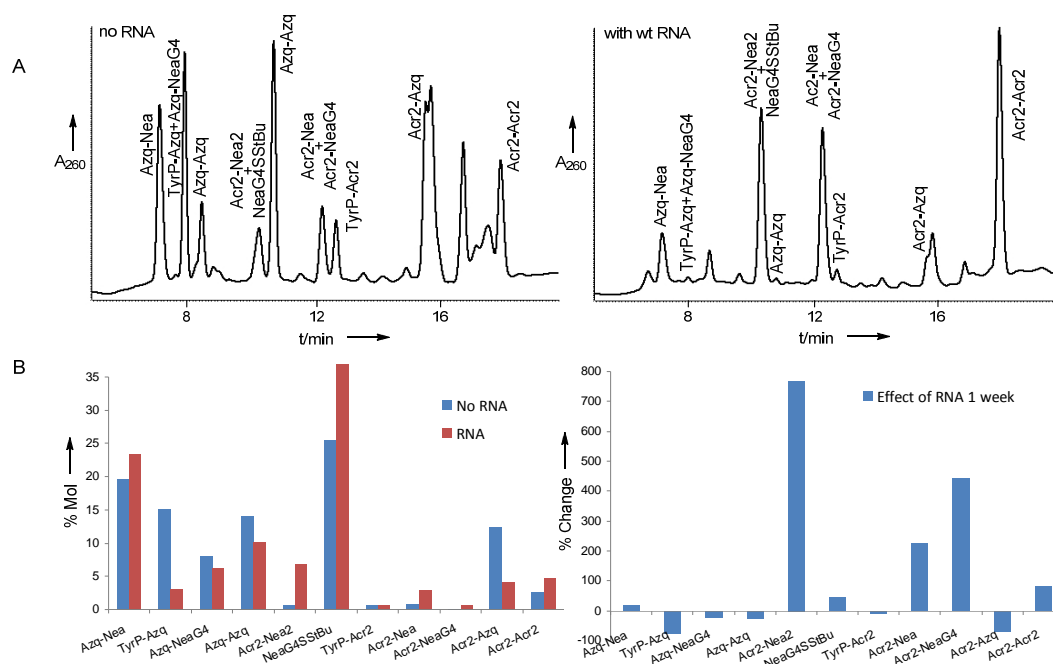 A
no RNA
A260
Azq-Nea
TyrP-Azq+Azq-NeaG4
Azq-Azq
Acr2-Nea2
+
NeaG4SStBu
Azq-Azq
Acr2-Nea
+
Acr2-NeaG4
TyrP-Acr2
Acr2-Azq
Acr2-Acr2
8
12
16
t/min
with wt RNA
A260
Azq-Nea
TyrP-Azq+Azq-NeaG4
Acr2-Nea2
+
NeaG4SStBu
Azq-Azq
Ac2-Nea
+
Acr2-NeaG4
TyrP-Acr2
Acr2-Azq
Acr2-Acr2
8
12
16
t/min
B
% Mol
35
30
25
20
15
10
5
0
No RNA
RNA
Azq-Nea
TyrP-Azq
Azq-NeaG4
Azq-Azq
Acr2-Nea2
NeaG4SStBu
TyrP-Acr2
Acr2-Nea
Acr2-NeaG4
Acr2-Azq
Acr2-Acr2
% Change
800
700
600
500
400
300
200
100
0
-100
Effect of RNA 1 week
Azq-Nea
TyrP-Azq
Azq-NeaG4
Azq-Azq
Acr2-Nea2
NeaG4SStBu
TyrP-Acr2
Acr2-Nea
Acr2-NeaG4
Acr2-Azq
Acr2-Acr2